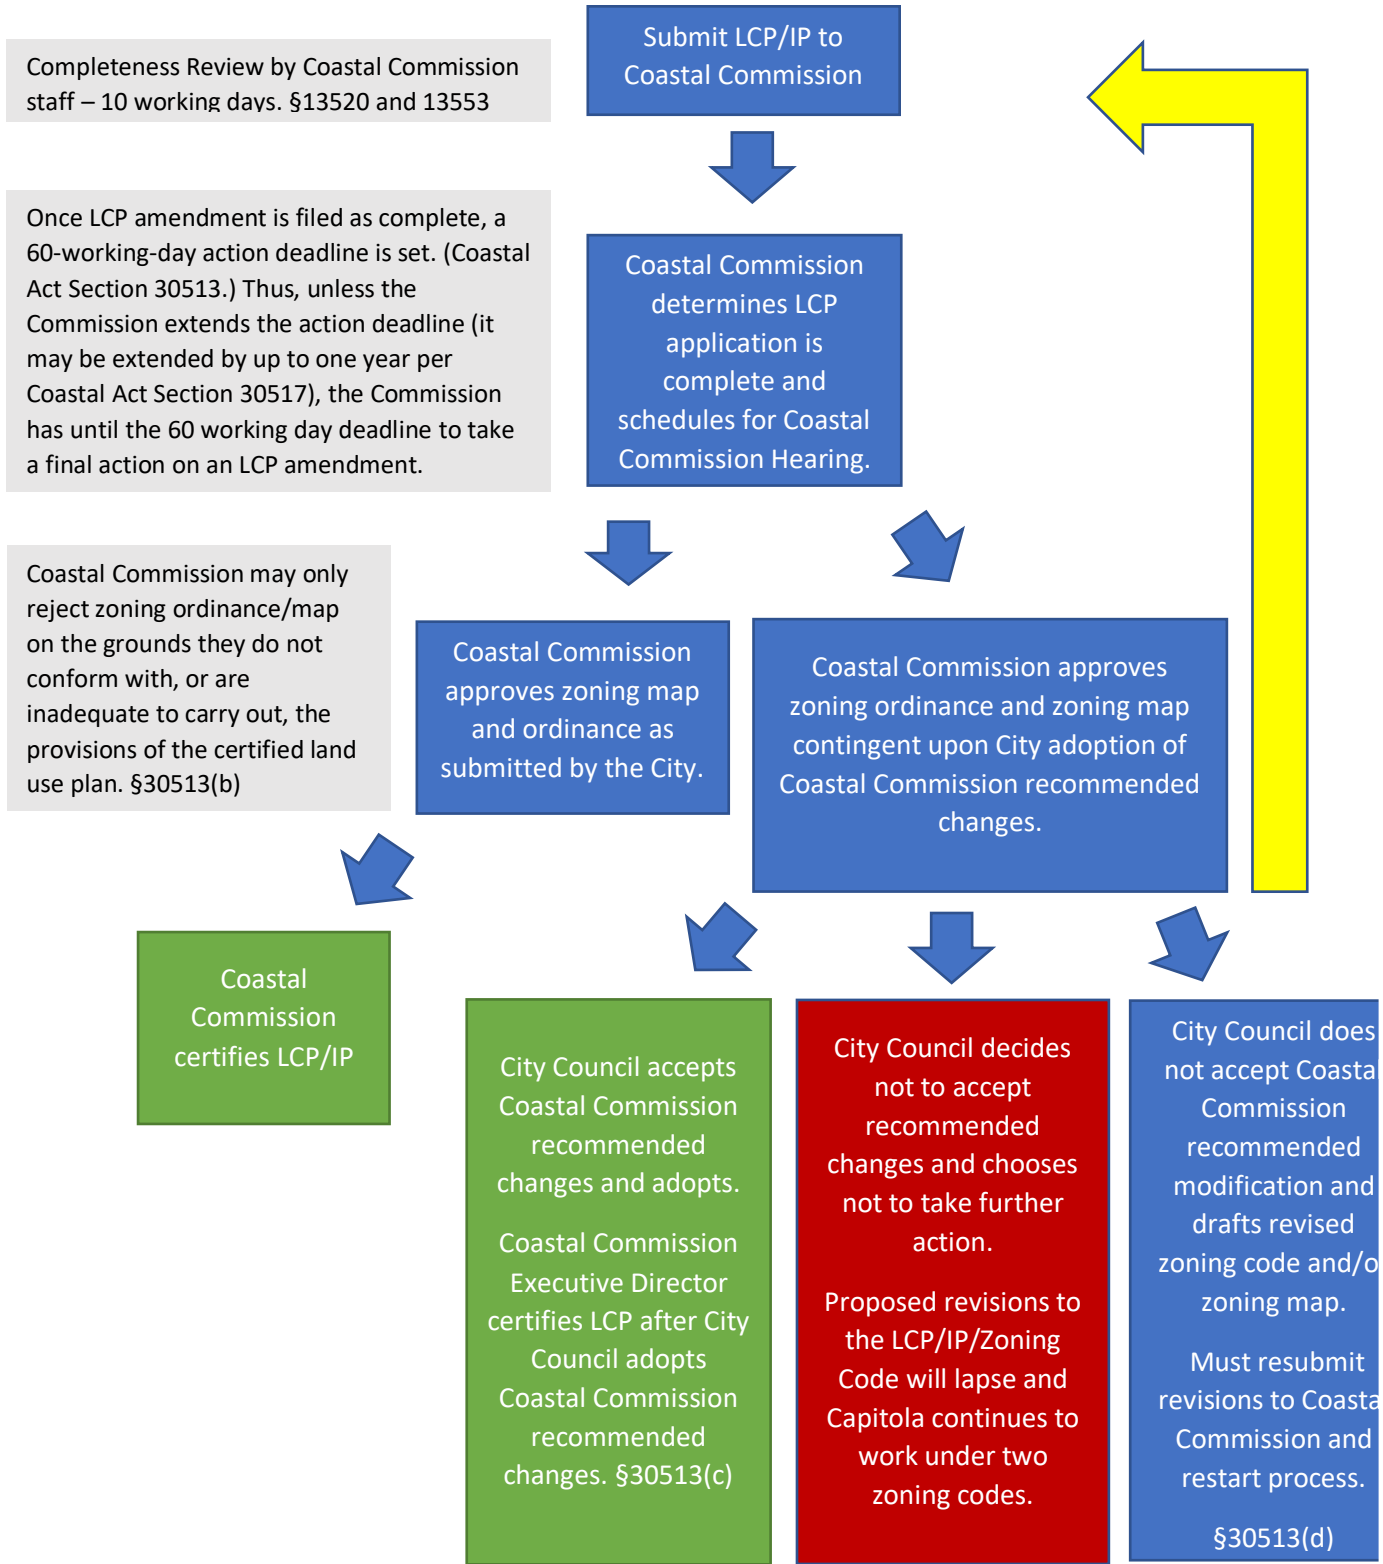 Submit LCP/IP to
Coastal Commission
Completeness Review by Coastal Commission
staff – 10 working days. §13520 and 13553
Once LCP amendment is filed as complete, a
60-working-day action deadline is set. (Coastal
Act Section 30513.) Thus, unless the
Commission extends the action deadline (it
may be extended by up to one year per
Coastal Act Section 30517), the Commission
has until the 60 working day deadline to take
a final action on an LCP amendment.
Coastal Commission
determines LCP
application is
complete and
schedules for Coastal
Commission Hearing.
Coastal Commission may only
reject zoning ordinance/map
on the grounds they do not
conform with, or are
inadequate to carry out, the
provisions of the certified land
use plan. §30513(b)
Coastal Commission
approves zoning map
and ordinance as
submitted by the City.
Coastal Commission approves
zoning ordinance and zoning map
contingent upon City adoption of
Coastal Commission recommended
changes.
Coastal
Commission
certifies LCP/IP
City Council accepts
Coastal Commission
recommended
changes and adopts.
Coastal Commission
Executive Director
certifies LCP after City
Council adopts
Coastal Commission
recommended
changes. §30513(c)
City Council decides
not to accept
recommended
changes and chooses
not to take further
action.
Proposed revisions to
the LCP/IP/Zoning
Code will lapse and
Capitola continues to
work under two
zoning codes.
City Council does
not accept Coasta
Commission
recommended
modification and
drafts revised
zoning code and/o
zoning map.
Must resubmit
revisions to Coasta
Commission and
restart process.
§30513(d)